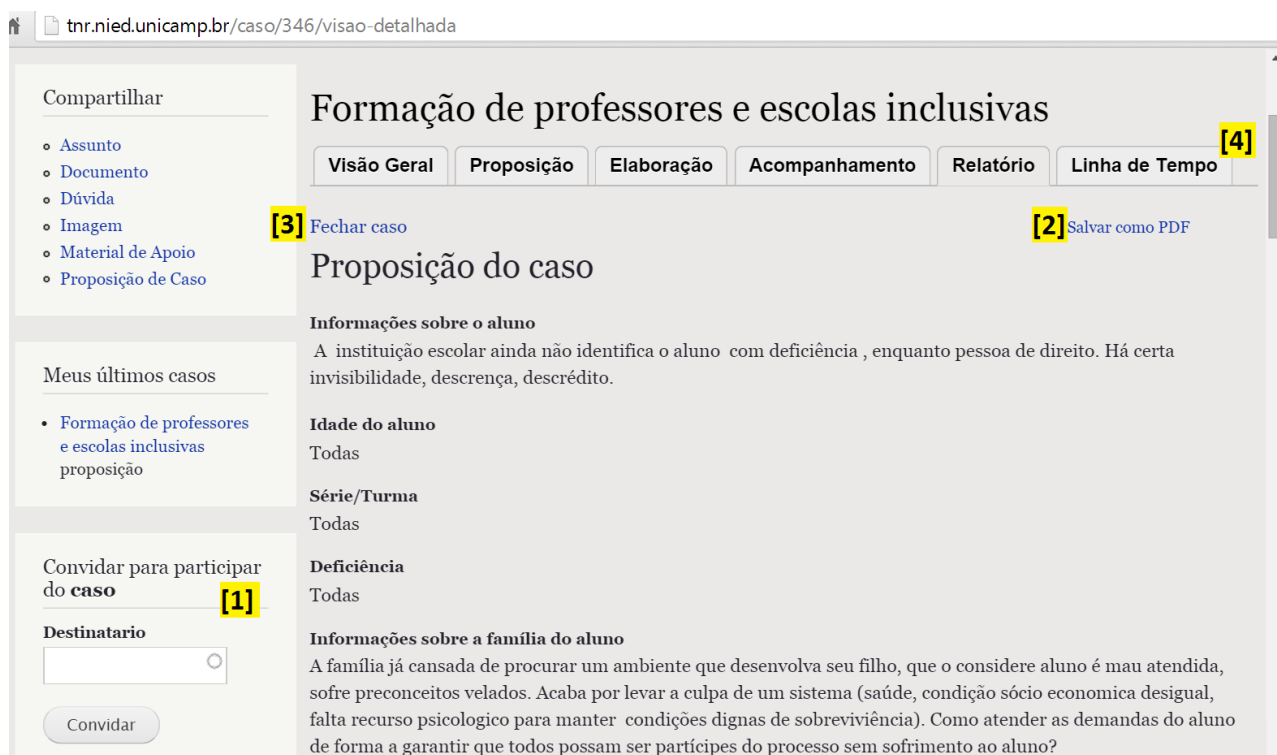 tnr.nied.unicamp.br/caso/346/visao-detalhada
Compartilhar
Assunto
Documento
Dúvida
Imagem
Material de Apoio
Proposição de Caso
Meus últimos casos
Formação de professores
e escolas inclusivas
proposição
Convidar para participar
do caso
[1]
Destinatario
Convidar
Formação de professores e escolas inclusivas
[4]
Visão Geral Proposição Elaboração Acompanhamento Relatório Linha de Tempo
[3] Fechar caso [2] Salvar como PDF
Proposição do caso
Informações sobre o aluno
A instituição escolar ainda não identifica o aluno com deficiência , enquanto pessoa de direito. Há certa
invisibilidade, descrença, descrédito.
Idade do aluno
Todas
Série/Turma
Todas
Deficiência
Todas
Informações sobre a família do aluno
A família já cansada de procurar um ambiente que desenvolva seu filho, que o considere aluno é mau atendida,
sofre preconceitos velados. Acaba por levar a culpa de um sistema (saúde, condição sócio economica desigual,
falta recurso psicologico para manter condições dignas de sobreviviência). Como atender as demandas do aluno
de forma a garantir que todos possam ser partícipes do processo sem sofrimento ao aluno?